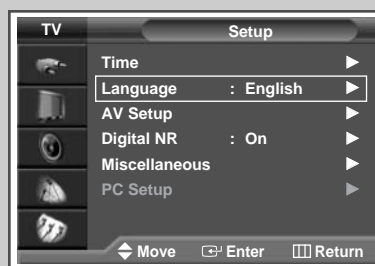 TV Setup
Time
Language : English
AV Setup
Digital NR : On
Miscellaneous
PC Setup
Move Enter Return